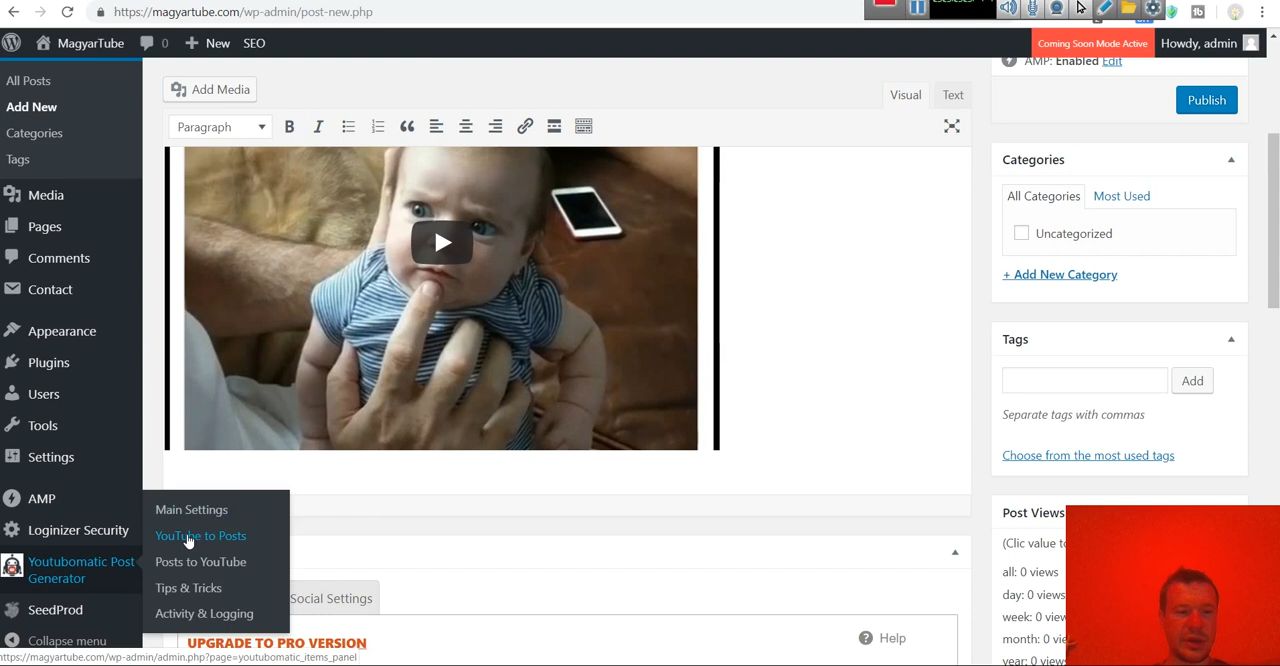 https://magyartube.com/wp-admin/post-new.php
MagyarTube 0 New SEO Coming Soon Mode Active Howdy, admin
All Posts
Add New
Categories
Tags
Media
Pages
Comments
Contact
Appearance
Plugins
Users
Tools
Settings
AMP
Loginizer Security
Youtubomatic Post
Generator
SeedProd
Collapse menu
Main Settings
YouTube to Posts
Posts to YouTube
Tips & Tricks
Activity & Logging
Add Media
Visual Text
Paragraph
Social Settings
UPGRADE TO PRO VERSION
Help
AMP: Enabled Edit
Publish
Categories
All Categories Most Used
Uncategorized
+ Add New Category
Tags
Add
Separate tags with commas
Choose from the most used tags
Post Views
(Clic value to
all: 0 views
day: 0 views
week: 0
month: 0
year:
https://magyartube.com/wp-admin/admin.php?page=youtubomatic_items_panel